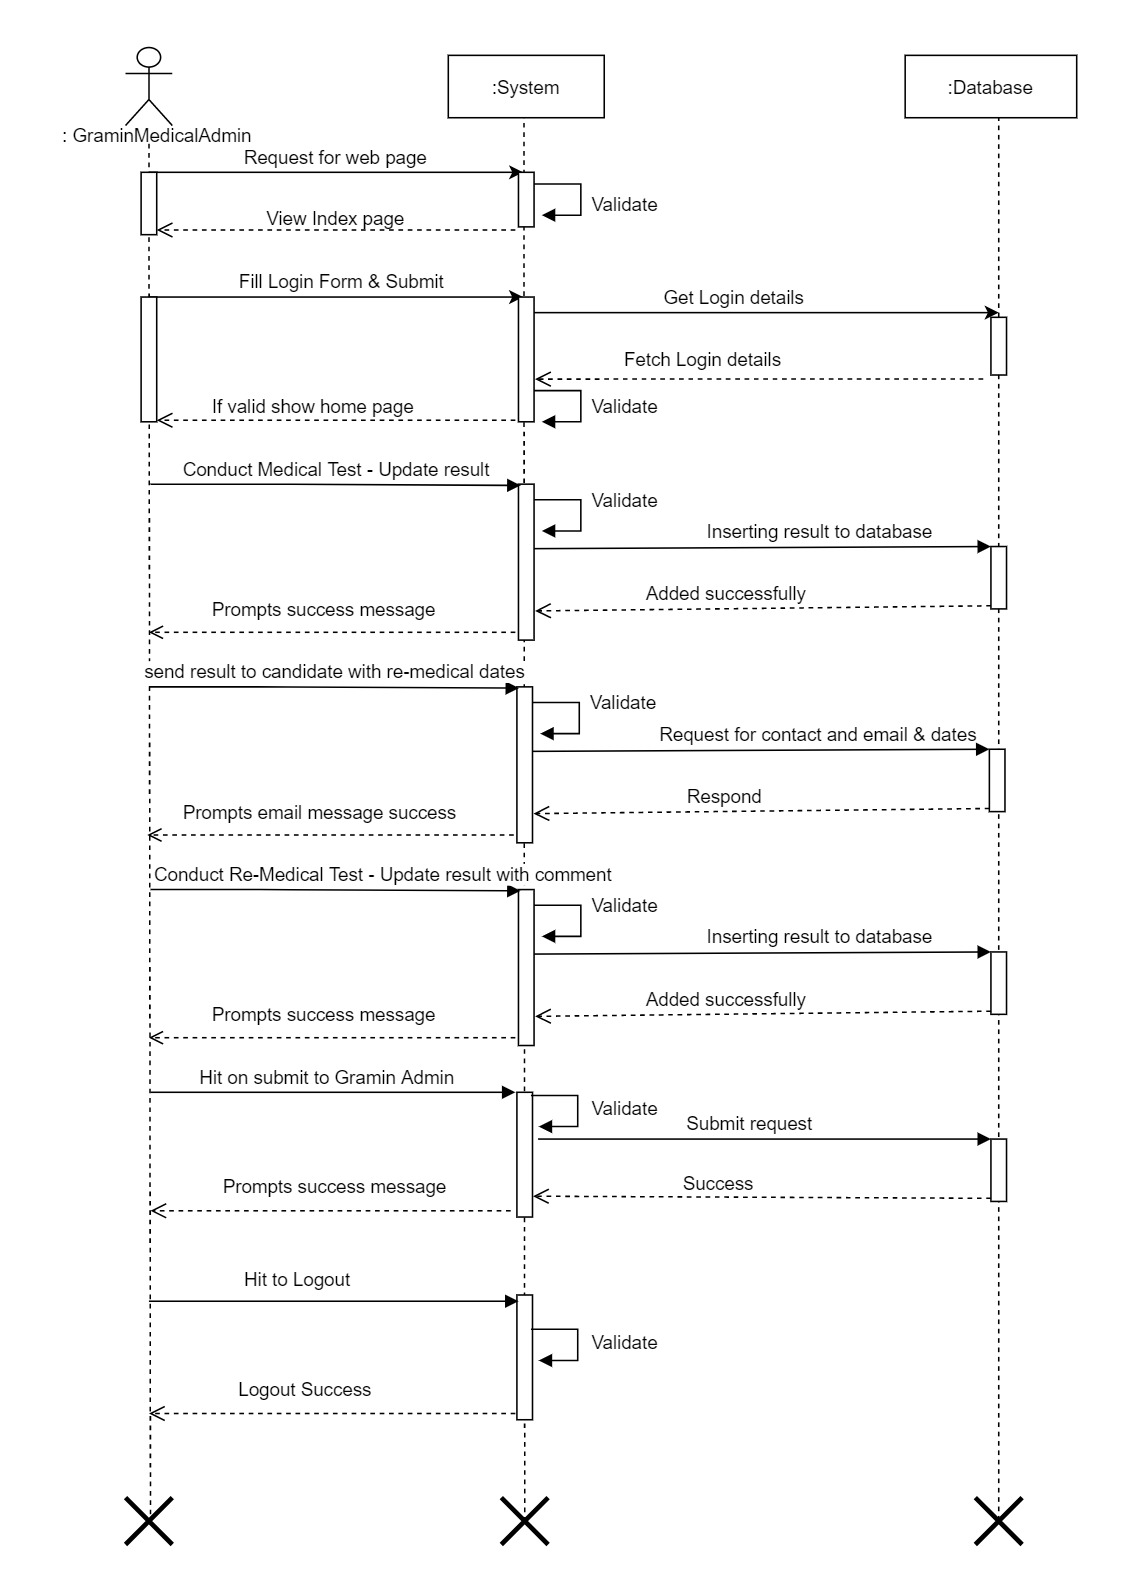 :System
:Database
: GraminMedicalAdmin
Request for web page
Validate
View Index page
Fill Login Form & Submit
Get Login details
Fetch Login details
If valid show home page
Validate
Conduct Medical Test - Update result
Validate
Inserting result to database
Added successfully
Prompts success message
send result to candidate with re-medical dates
Validate
Request for contact and email & dates
Respond
Prompts email message success
Conduct Re-Medical Test - Update result with comment
Validate
Inserting result to database
Added successfully
Prompts success message
Hit on submit to Gramin Admin
Validate
Submit request
Success
Prompts success message
Hit to Logout
Validate
Logout Success